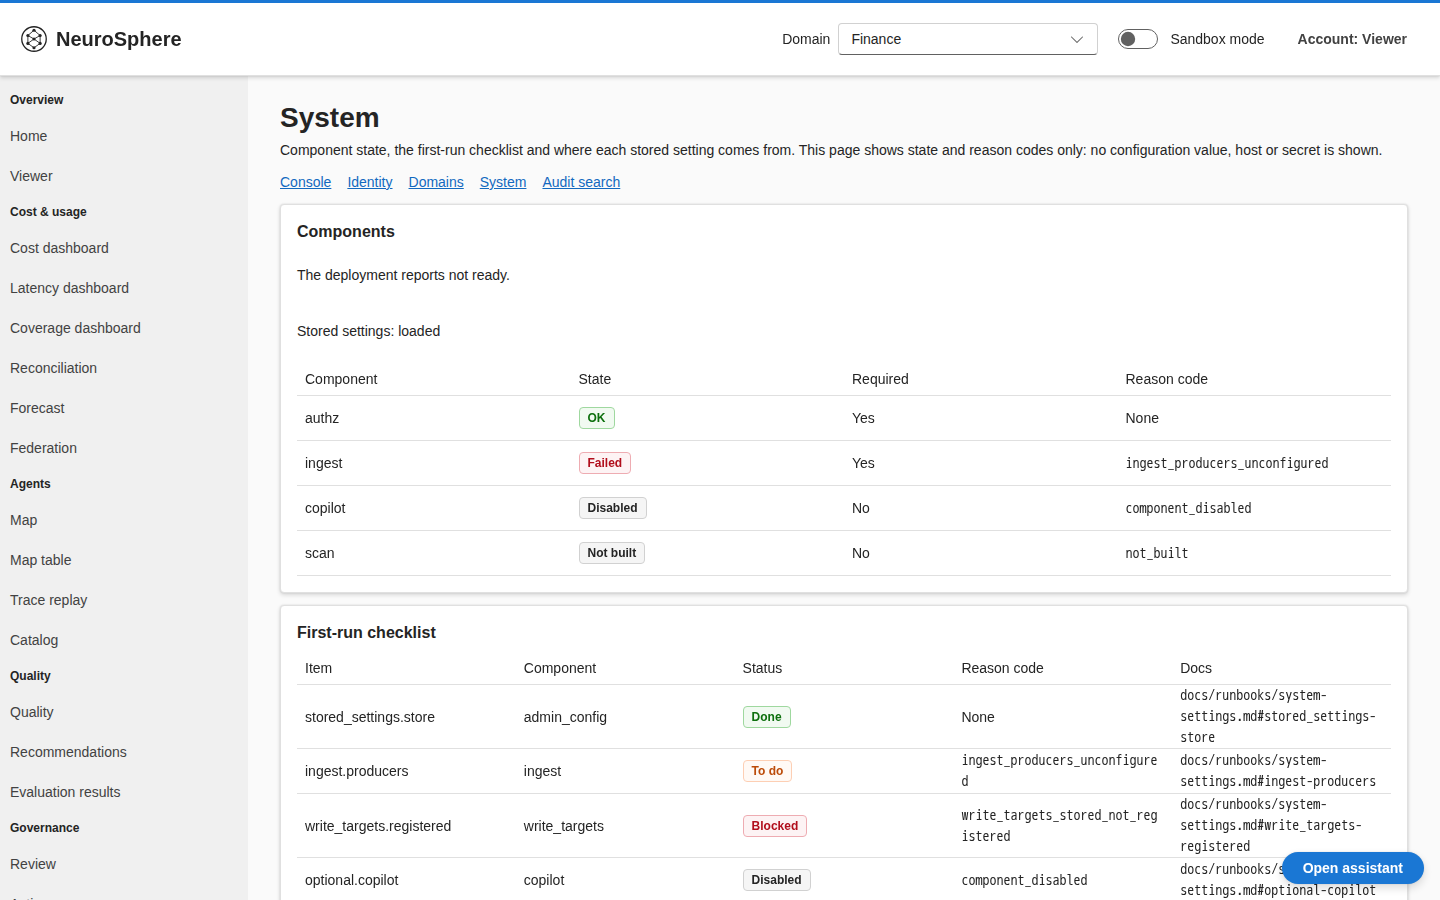 NeuroSphere
Domain
Finance
Sandbox mode
Account: Viewer
Overview
Home
Viewer
Cost & usage
Cost dashboard
Latency dashboard
Coverage dashboard
Reconciliation
Forecast
Federation
Agents
Map
Map table
Trace replay
Catalog
Quality
Quality
Recommendations
Evaluation results
Governance
Review
System
Component state, the first-run checklist and where each stored setting comes from. This page shows state and reason codes only: no configuration value, host or secret is shown.
Console Identity Domains System Audit search
Components
The deployment reports not ready.
Stored settings: loaded
Component State Required Reason code
authz OK Yes None
ingest Failed Yes ingest_producers_unconfigured
copilot Disabled No component_disabled
scan Not built No not_built
First-run checklist
Item Component Status Reason code Docs
stored_settings.store admin_config Done None docs/runbooks/system-
settings.md#stored_settings-
store
ingest.producers ingest To do ingest_producers_unconfigure
d
docs/runbooks/system-
settings.md#ingest-producers
write_targets.registered write_targets Blocked write_targets_stored_not_reg
istered
docs/runbooks/system-
settings.md#write_targets-
registered
optional.copilot copilot Disabled component_disabled
docs/runbooks/
settings.md#optional-copilot
Open assistant